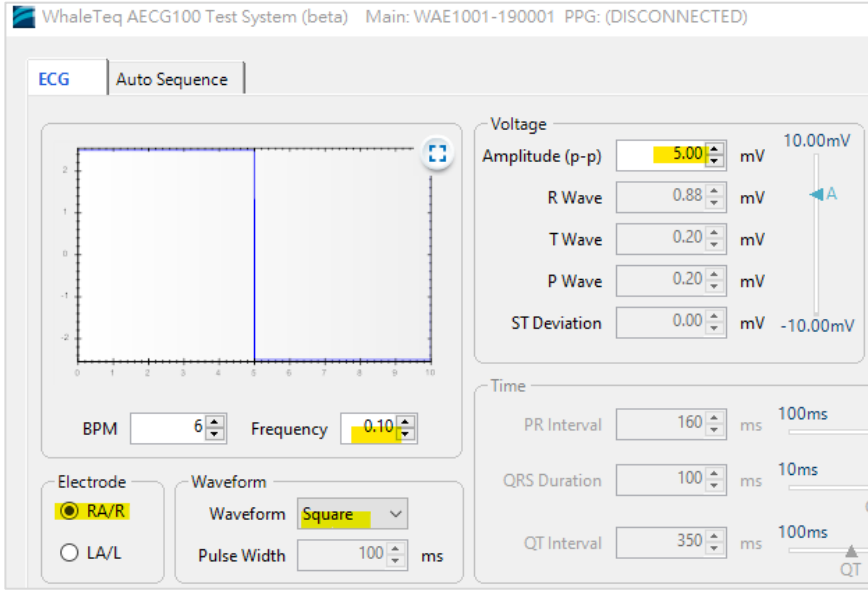 WhaleTeq AECG100 Test System (beta) Main: WAE1001-190001 PPG: (DISCONNECTED)
ECG Auto Sequence
2
1
0
-1
-2
0 1 2 3 4 5 6 7 8 9 10
BPM 6 Frequency 0.10
Electrode
RA/R
LA/L
Waveform
Waveform Square
Pulse Width 100 ms
Voltage
Amplitude (p-p) 5.00 mV
R Wave 0.88 mV
T Wave 0.20 mV
P Wave 0.20 mV
ST Deviation 0.00 mV
10.00mV
A
-10.00mV
Time
PR Interval 160 ms 100ms
QRS Duration 100 ms 10ms
QT Interval 350 ms 100ms
QT